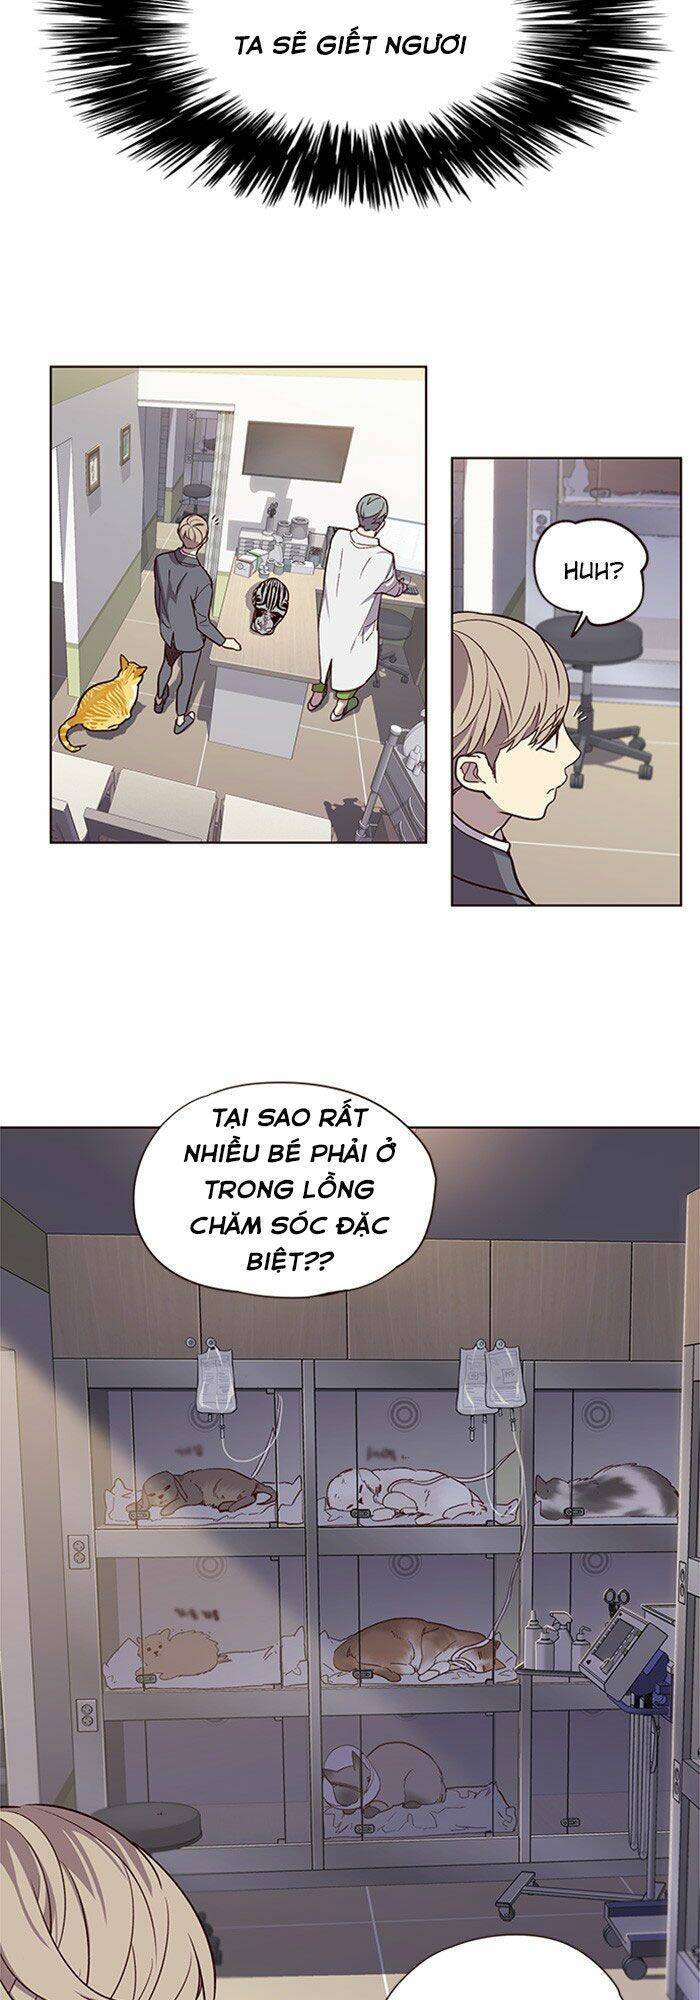 TA SẼ GIẾT NGƯƠI
HUH?
TẠI SAO RẤT
NHIỀU BÉ PHẢI Ở
TRONG LỒNG
CHĂM SÓC ĐẶC
BIỆT??